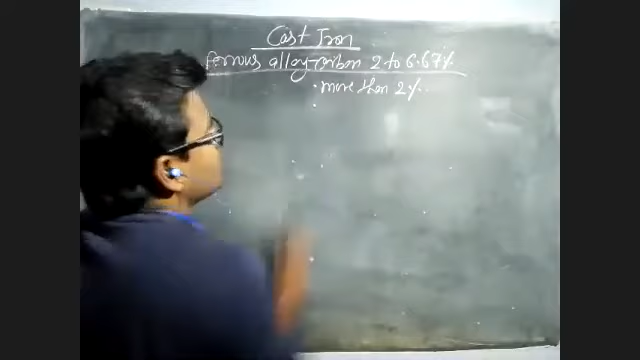 Cast Iron
Ferrous alloy-carbon 2 to 6.67%
• more than 2%.